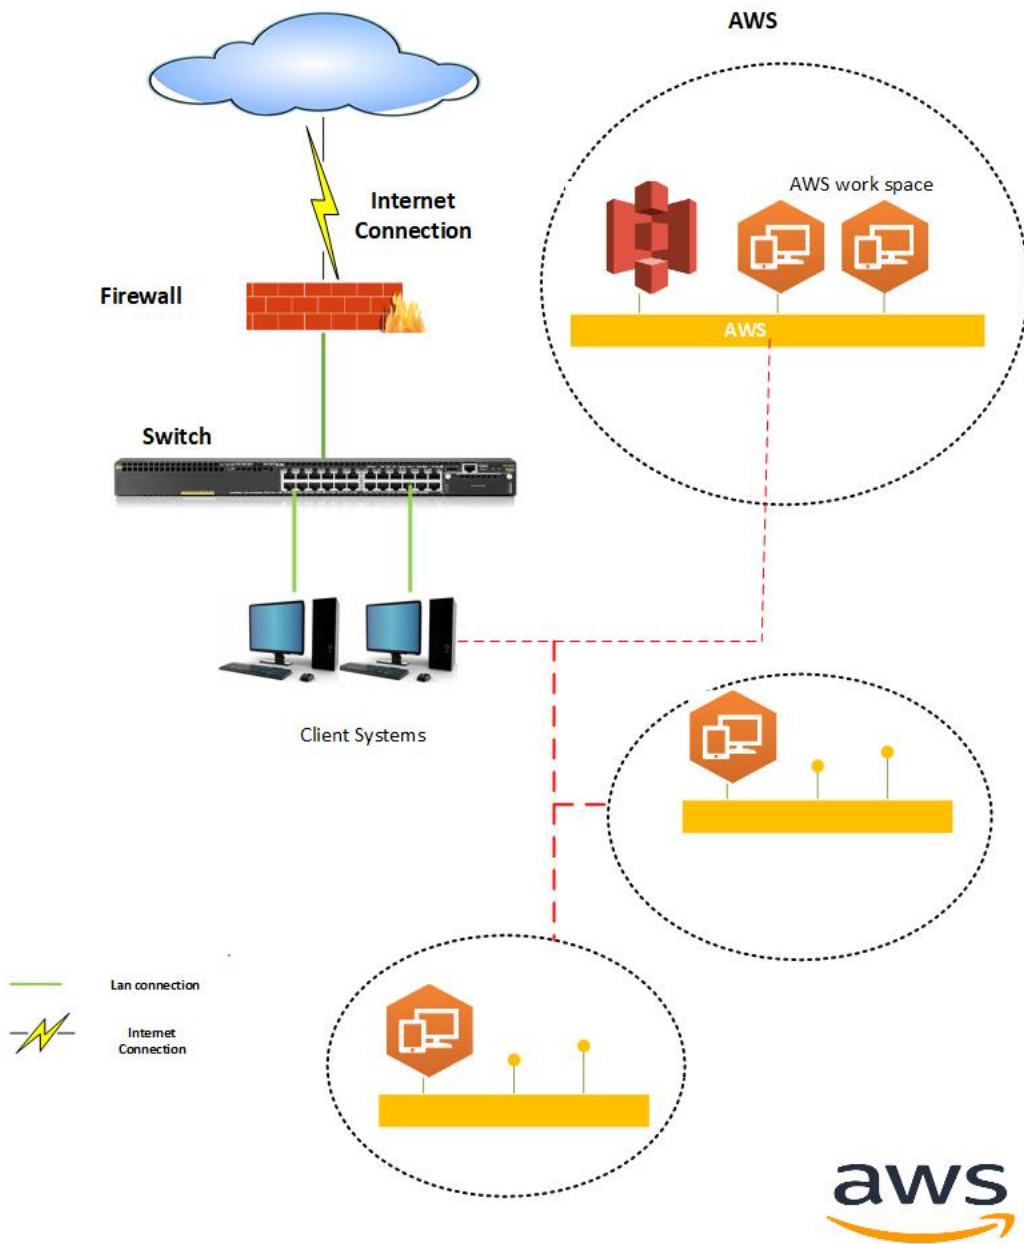 AWS
AWS work space
Internet
Connection
Firewall
AWS
Switch
Client Systems
Lan connection
Internet
Connection
aws